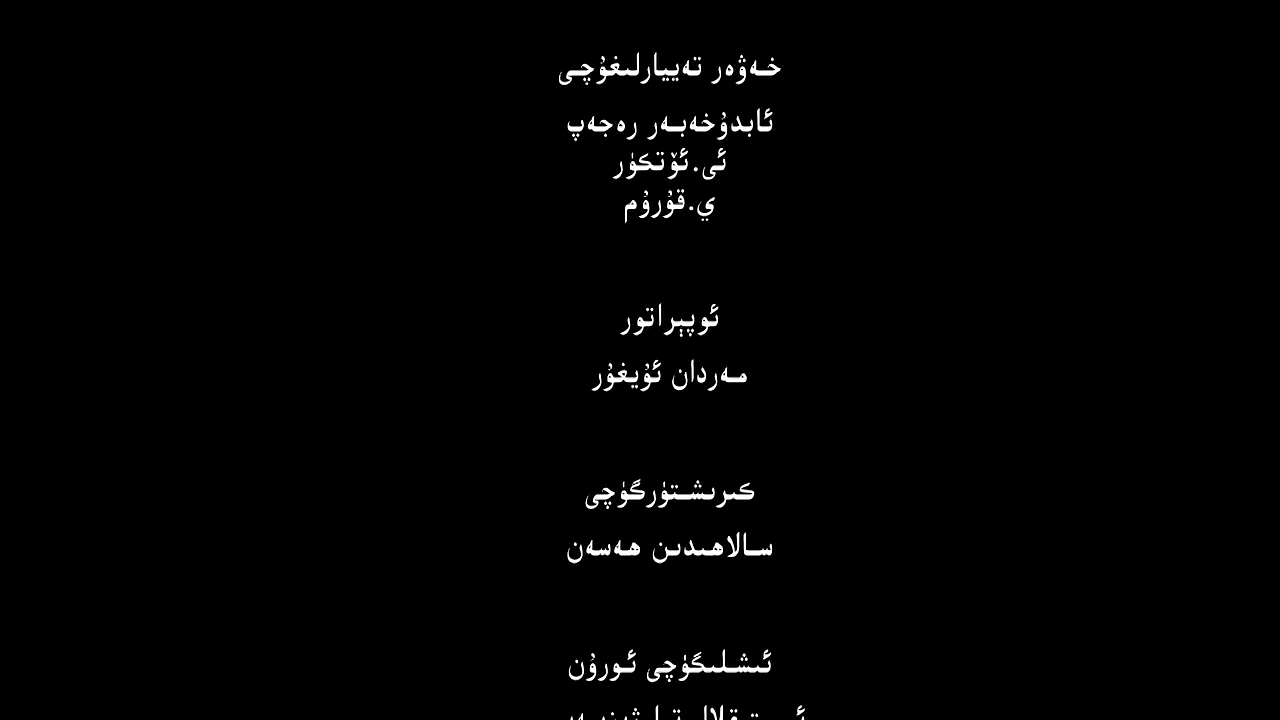 خەۋەر تەييارلىغۇچى
ئابدۇخەبەر رەجەپ
ئى.ئۆتكۈر
ي.قۇرۇم
ئوپېراتور
مەردان ئۇيغۇر
كىرىشتۈرگۈچى
سالاھىدىن ھەسەن
ئىشلىگۈچى ئورۇن